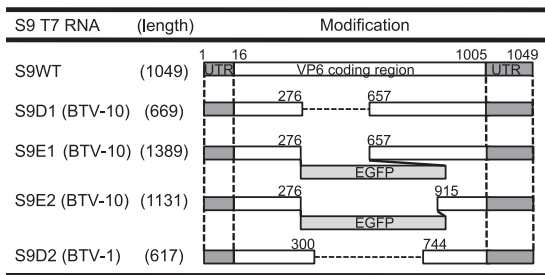 S9 T7 RNA (length) Modification
1 16 1005 1049
S9WT (1049) UTR VP6 coding region UTR
276 657
S9D1 (BTV-10) (669)
276 657
S9E1 (BTV-10) (1389)
EGFP
276 915
S9E2 (BTV-10) (1131)
EGFP
300 744
S9D2 (BTV-1) (617)